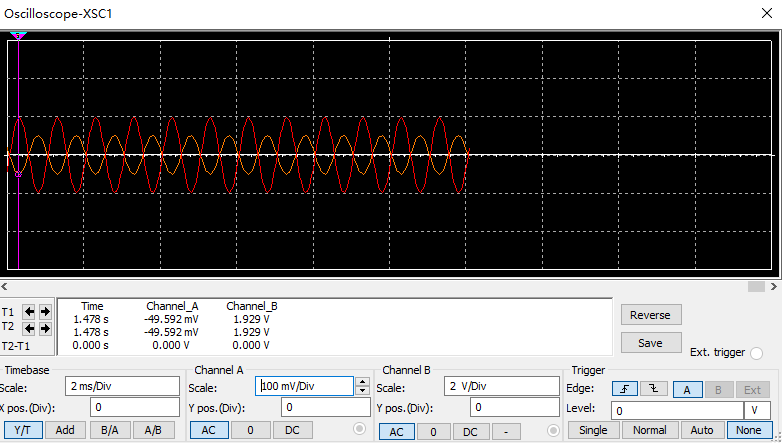 Oscilloscope-XSC1
T1
T2
T2-T1
Time Channel_A Channel_B
1.478 s -49.592 mV 1.929 V
1.478 s -49.592 mV 1.929 V
0.000 s 0.000 V 0.000 V
Reverse
Save
Ext. trigger
Timebase
Scale: 2 ms/Div
X pos.(Div): 0
Y/T Add B/A A/B
Channel A
Scale: 100 mV/Div
Y pos.(Div): 0
AC 0 DC
Channel B
Scale: 2 V/Div
Y pos.(Div): 0
AC 0 DC -
Trigger
Edge: A B Ext
Level: 0 V
Single Normal Auto None